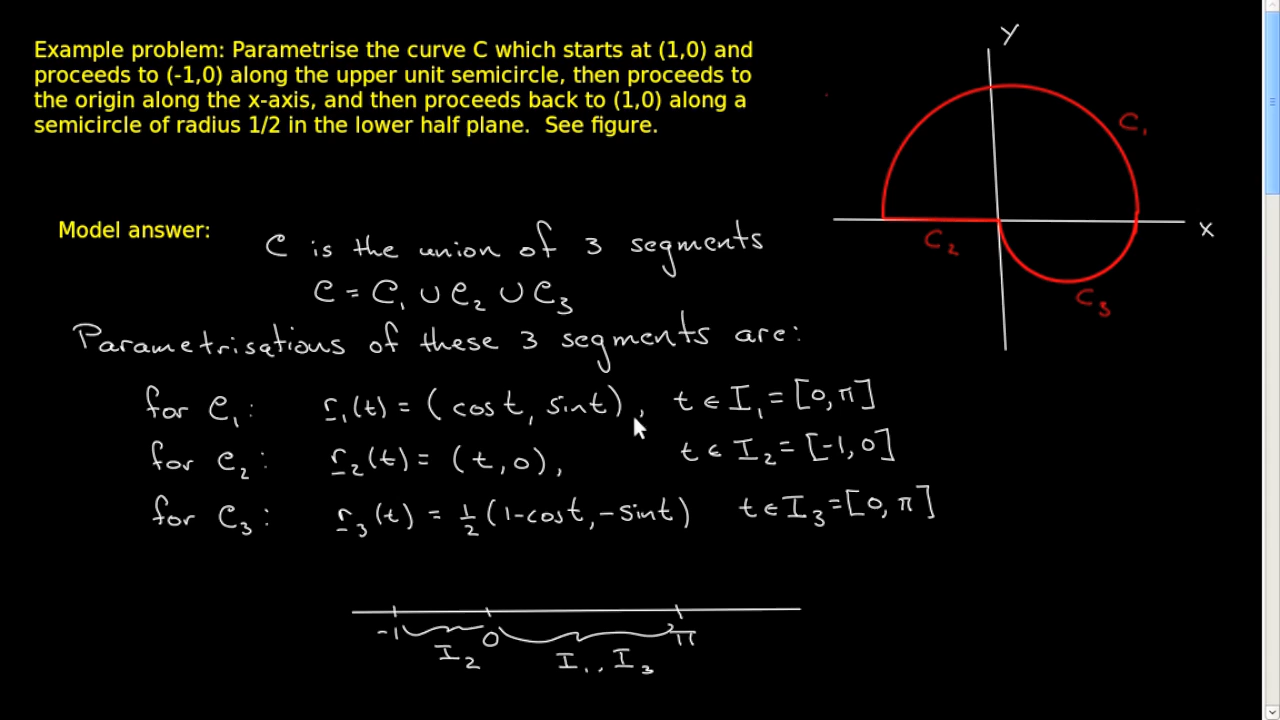 Example problem: Parametrise the curve C which starts at (1,0) and
proceeds to (-1,0) along the upper unit semicircle, then proceeds to
the origin along the x-axis, and then proceeds back to (1,0) along a
semicircle of radius 1/2 in the lower half plane.  See figure.
y
C₁
x
C₂
C₃
Model answer:
C is the union of 3 segments
C = C₁ ∪ C₂ ∪ C₃
Parametrisations of these 3 segments are:
for C₁: r₁(t) = (cost, sint), t ∈ I₁ = [0, π]
for C₂: r₂(t) = (t, 0), t ∈ I₂ = [-1, 0]
for C₃: r₃(t) = ½(1-cost, -sint) t ∈ I₃ = [0, π]
-1 0 π
I₂ I₁, I₃